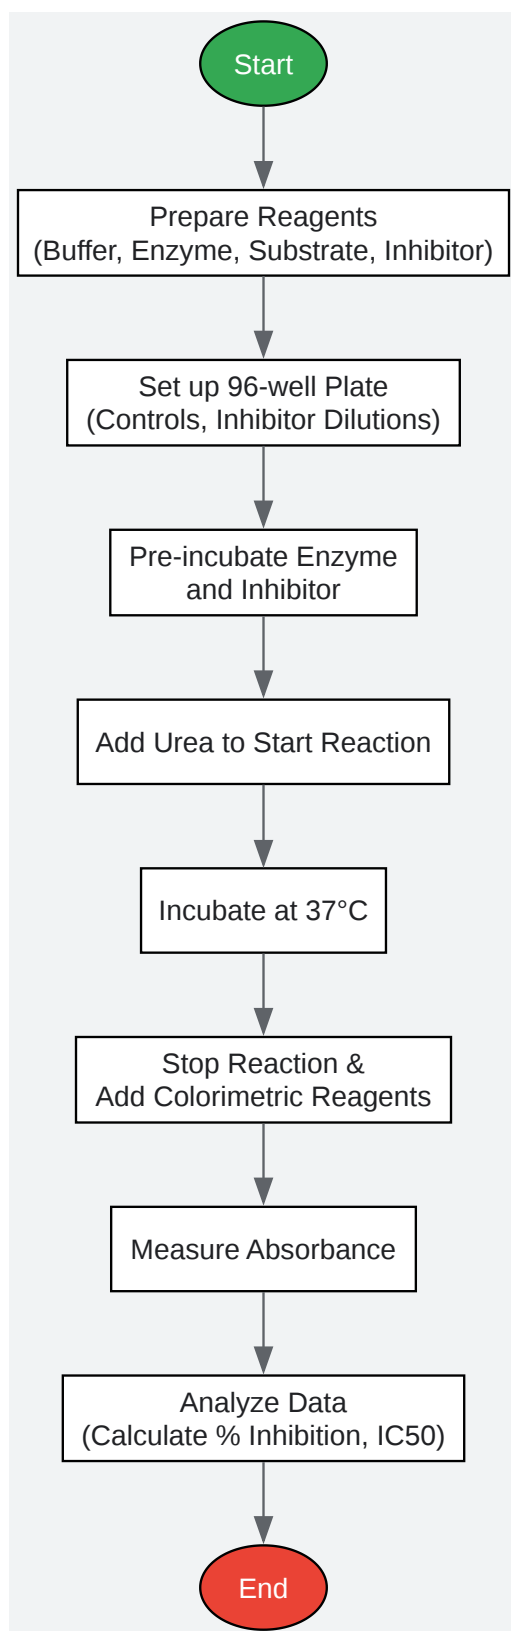 Start
Prepare Reagents
(Buffer, Enzyme, Substrate, Inhibitor)
Set up 96-well Plate
(Controls, Inhibitor Dilutions)
Pre-incubate Enzyme
and Inhibitor
Add Urea to Start Reaction
Incubate at 37°C
Stop Reaction &
Add Colorimetric Reagents
Measure Absorbance
Analyze Data
(Calculate % Inhibition, IC50)
End